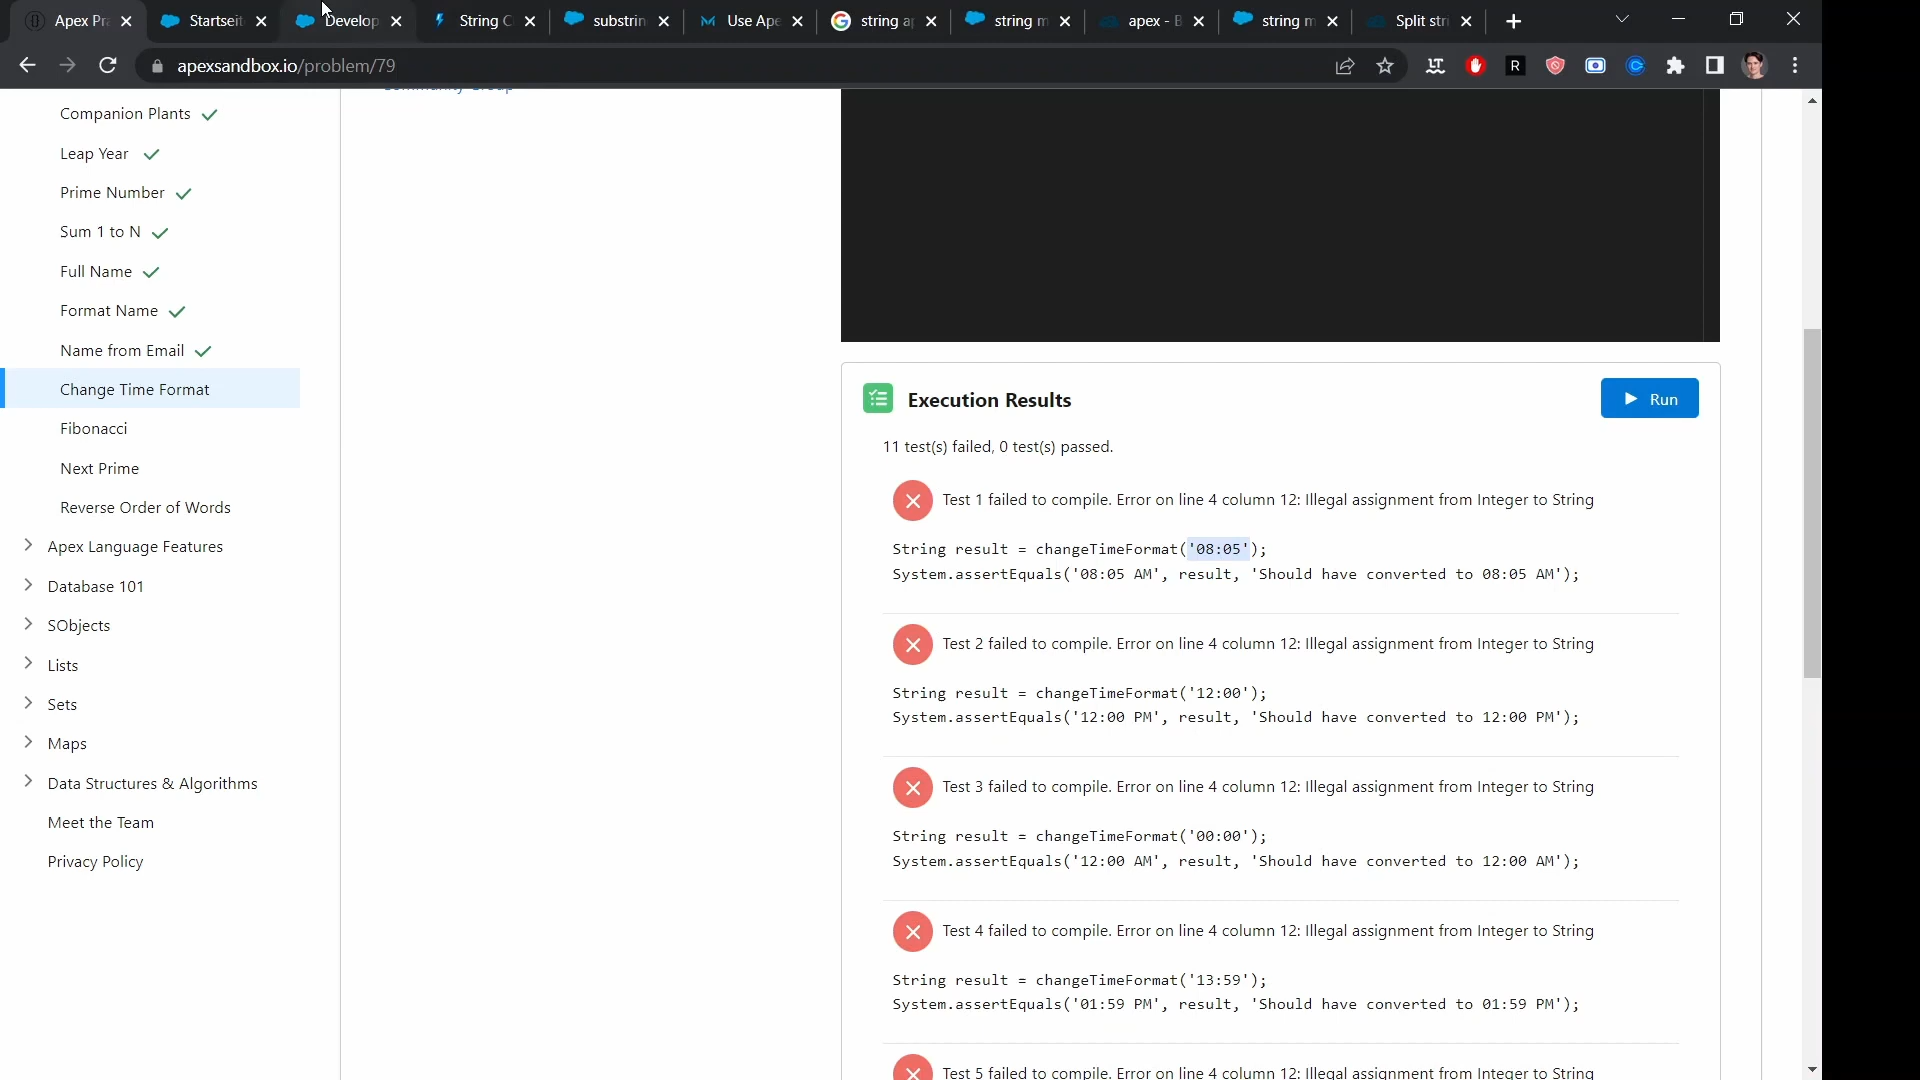 Apex Pra
Startseit
Develop
String C
substrin
Use Ape
string ap
string m
apex - B
string m
Split stri
apexsandbox.io/problem/79
Companion Plants
Leap Year
Prime Number
Sum 1 to N
Full Name
Format Name
Name from Email
Change Time Format
Fibonacci
Next Prime
Reverse Order of Words
Apex Language Features
Database 101
SObjects
Lists
Sets
Maps
Data Structures & Algorithms
Meet the Team
Privacy Policy
Community Group
Execution Results
Run
11 test(s) failed, 0 test(s) passed.
Test 1 failed to compile. Error on line 4 column 12: Illegal assignment from Integer to String
String result = changeTimeFormat('08:05');
System.assertEquals('08:05 AM', result, 'Should have converted to 08:05 AM');
Test 2 failed to compile. Error on line 4 column 12: Illegal assignment from Integer to String
String result = changeTimeFormat('12:00');
System.assertEquals('12:00 PM', result, 'Should have converted to 12:00 PM');
Test 3 failed to compile. Error on line 4 column 12: Illegal assignment from Integer to String
String result = changeTimeFormat('00:00');
System.assertEquals('12:00 AM', result, 'Should have converted to 12:00 AM');
Test 4 failed to compile. Error on line 4 column 12: Illegal assignment from Integer to String
String result = changeTimeFormat('13:59');
System.assertEquals('01:59 PM', result, 'Should have converted to 01:59 PM');
Test 5 failed to compile. Error on line 4 column 12: Illegal assignment from Integer to String